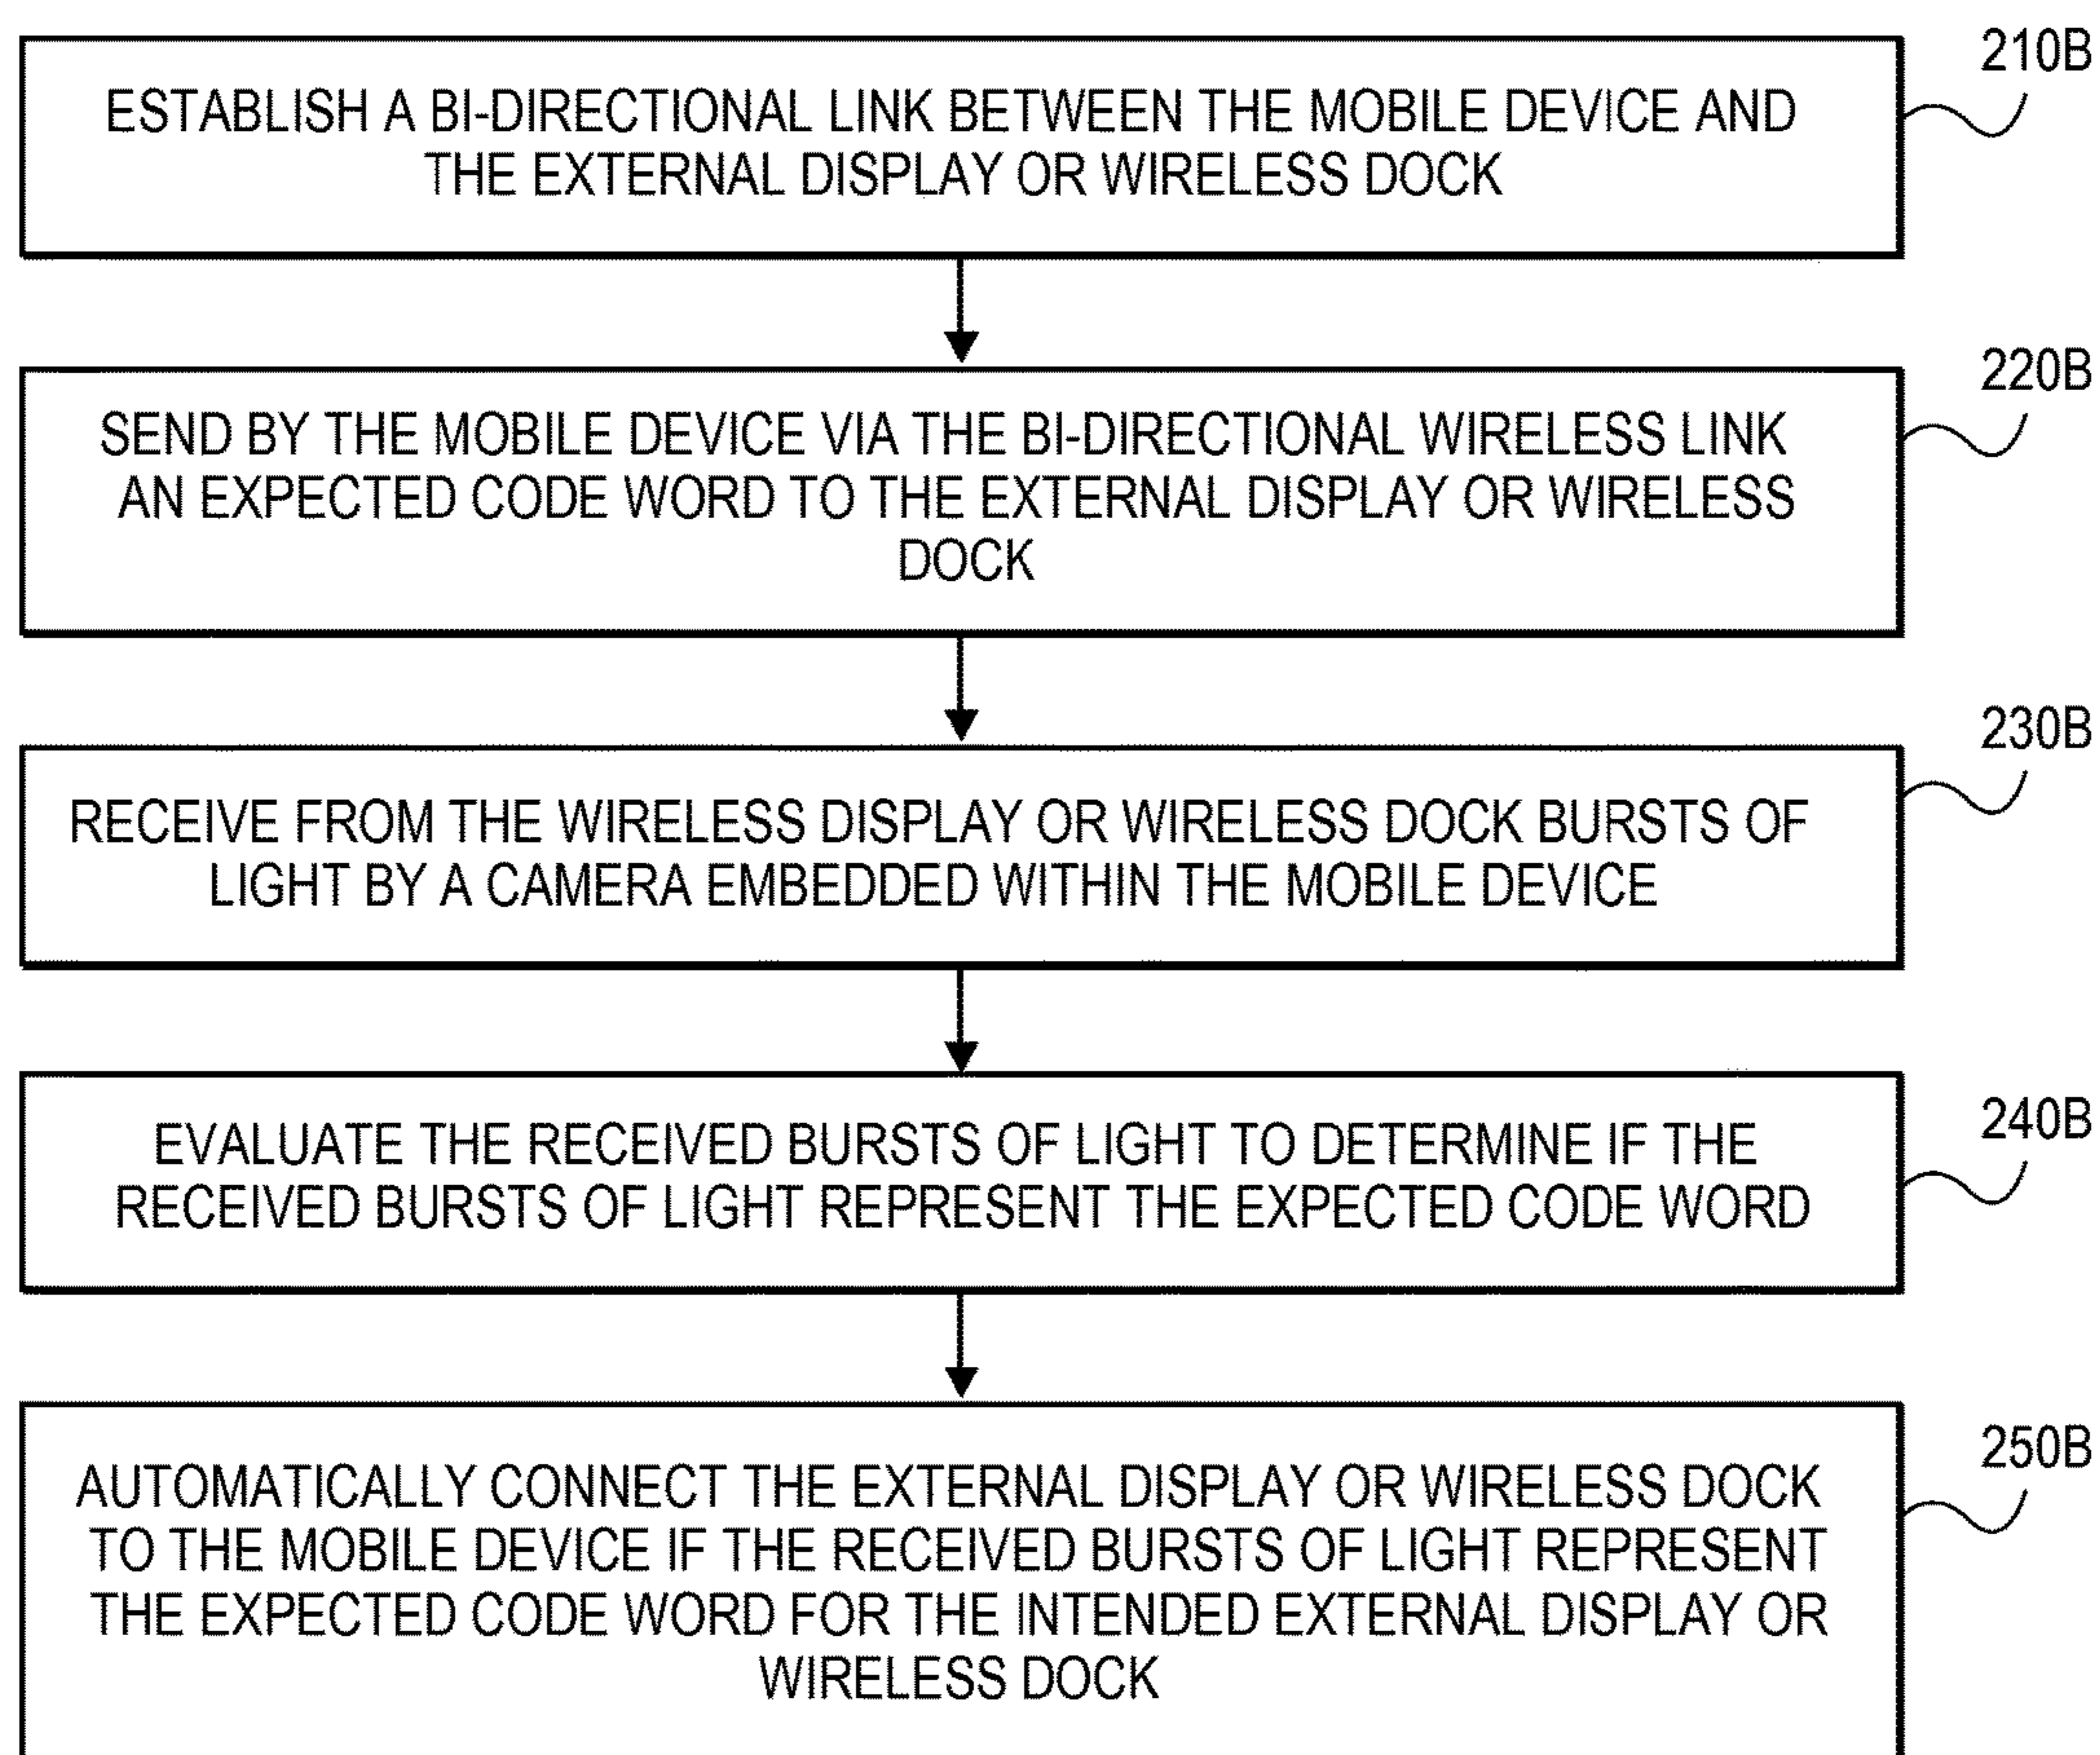 210B
ESTABLISH A BI-DIRECTIONAL LINK BETWEEN THE MOBILE DEVICE AND
THE EXTERNAL DISPLAY OR WIRELESS DOCK
220B
SEND BY THE MOBILE DEVICE VIA THE BI-DIRECTIONAL WIRELESS LINK
AN EXPECTED CODE WORD TO THE EXTERNAL DISPLAY OR WIRELESS
DOCK
230B
RECEIVE FROM THE WIRELESS DISPLAY OR WIRELESS DOCK BURSTS OF
LIGHT BY A CAMERA EMBEDDED WITHIN THE MOBILE DEVICE
240B
EVALUATE THE RECEIVED BURSTS OF LIGHT TO DETERMINE IF THE
RECEIVED BURSTS OF LIGHT REPRESENT THE EXPECTED CODE WORD
250B
AUTOMATICALLY CONNECT THE EXTERNAL DISPLAY OR WIRELESS DOCK
TO THE MOBILE DEVICE IF THE RECEIVED BURSTS OF LIGHT REPRESENT
THE EXPECTED CODE WORD FOR THE INTENDED EXTERNAL DISPLAY OR
WIRELESS DOCK